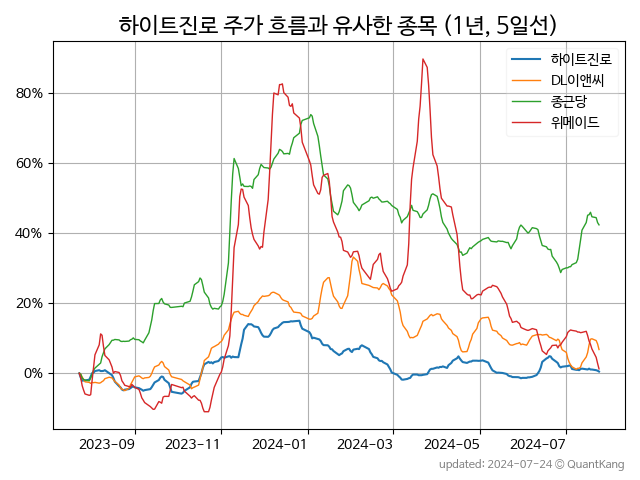 하이트진로 주가 흐름과 유사한 종목 (1년, 5일선)
하이트진로
DL이앤씨
종근당
위메이드
80%
60%
40%
20%
0%
2023-09
2023-11
2024-01
2024-03
2024-05
2024-07
updated: 2024-07-24 © QuantKang